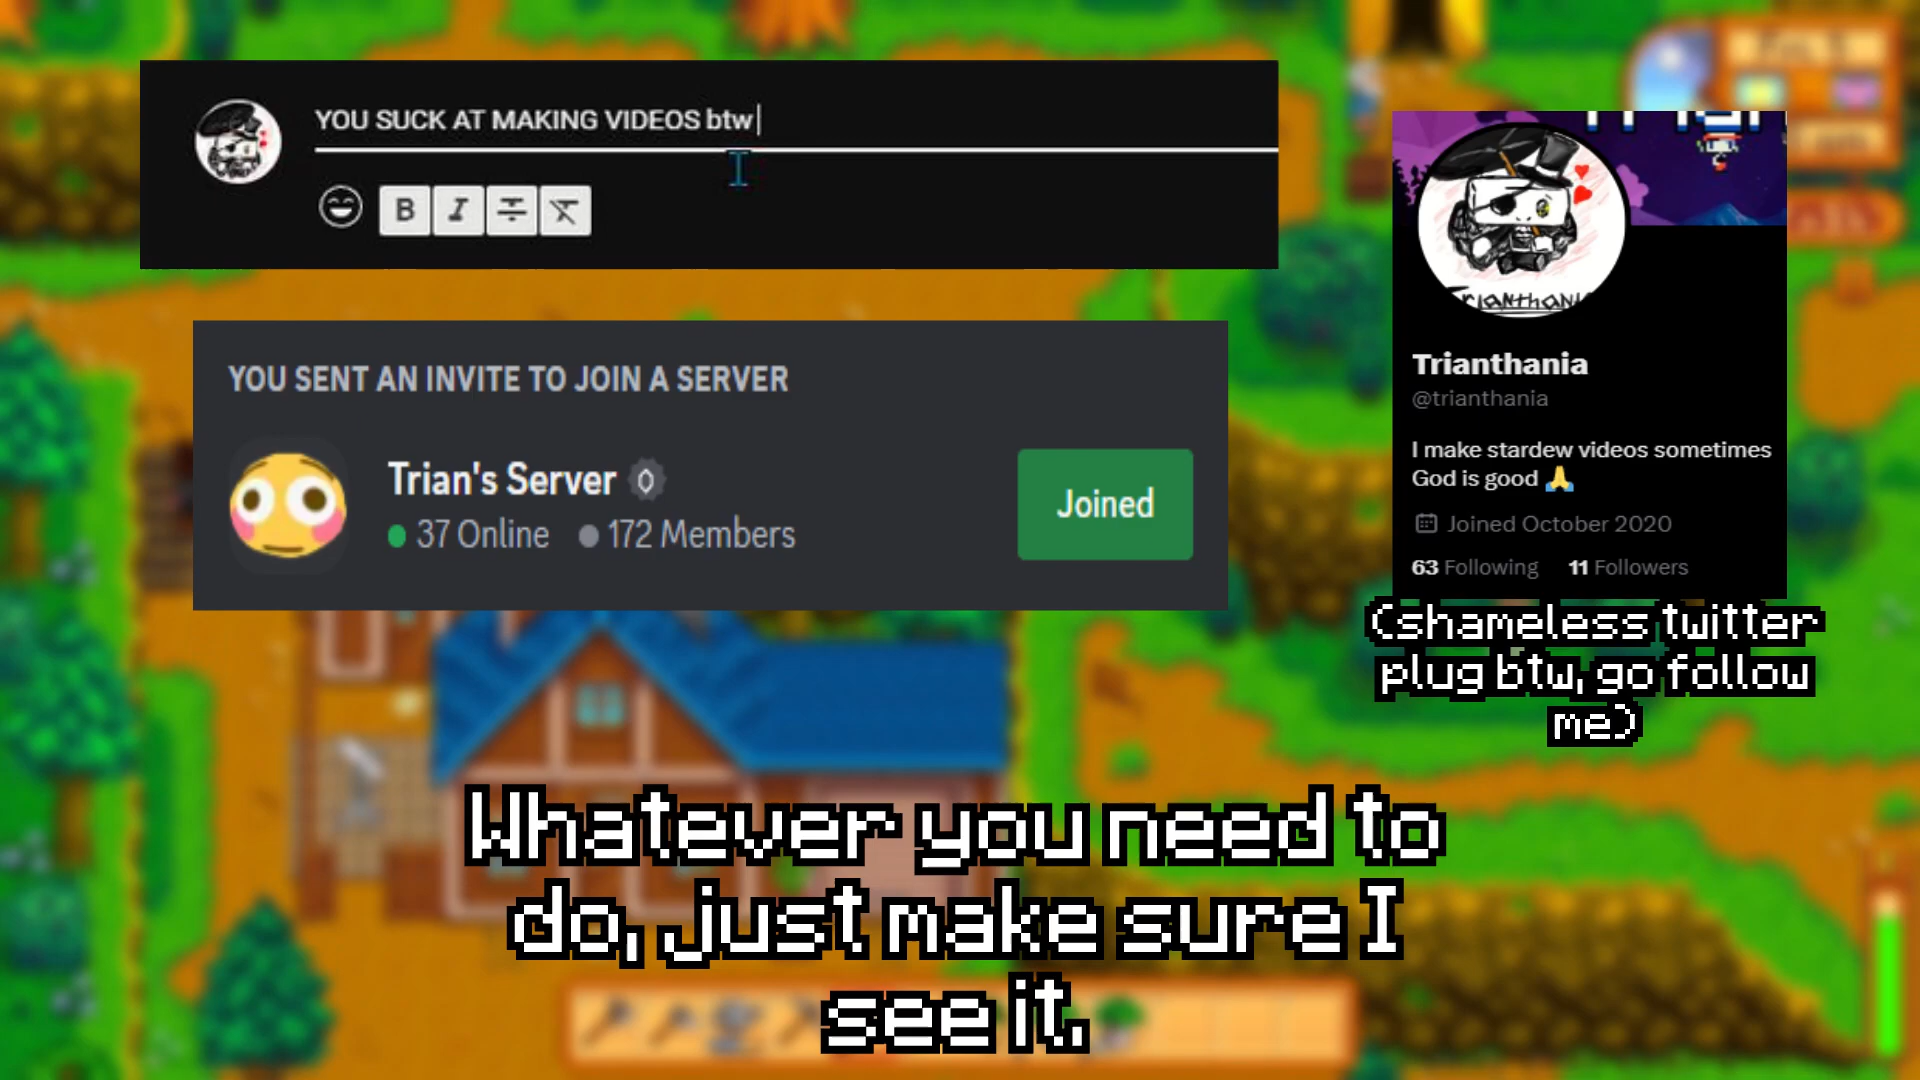 YOU SUCK AT MAKING VIDEOS btw
B I T T
YOU SENT AN INVITE TO JOIN A SERVER
Trian's Server
37 Online 172 Members
Joined
Trianthania
Trianthania
@trianthania
I make stardew videos sometimes
God is good 🙏
Joined October 2020
63 Following 11 Followers
(shameless twitter
plug btw, go follow
me)
Whatever you need to
do, just make sure I
see it.